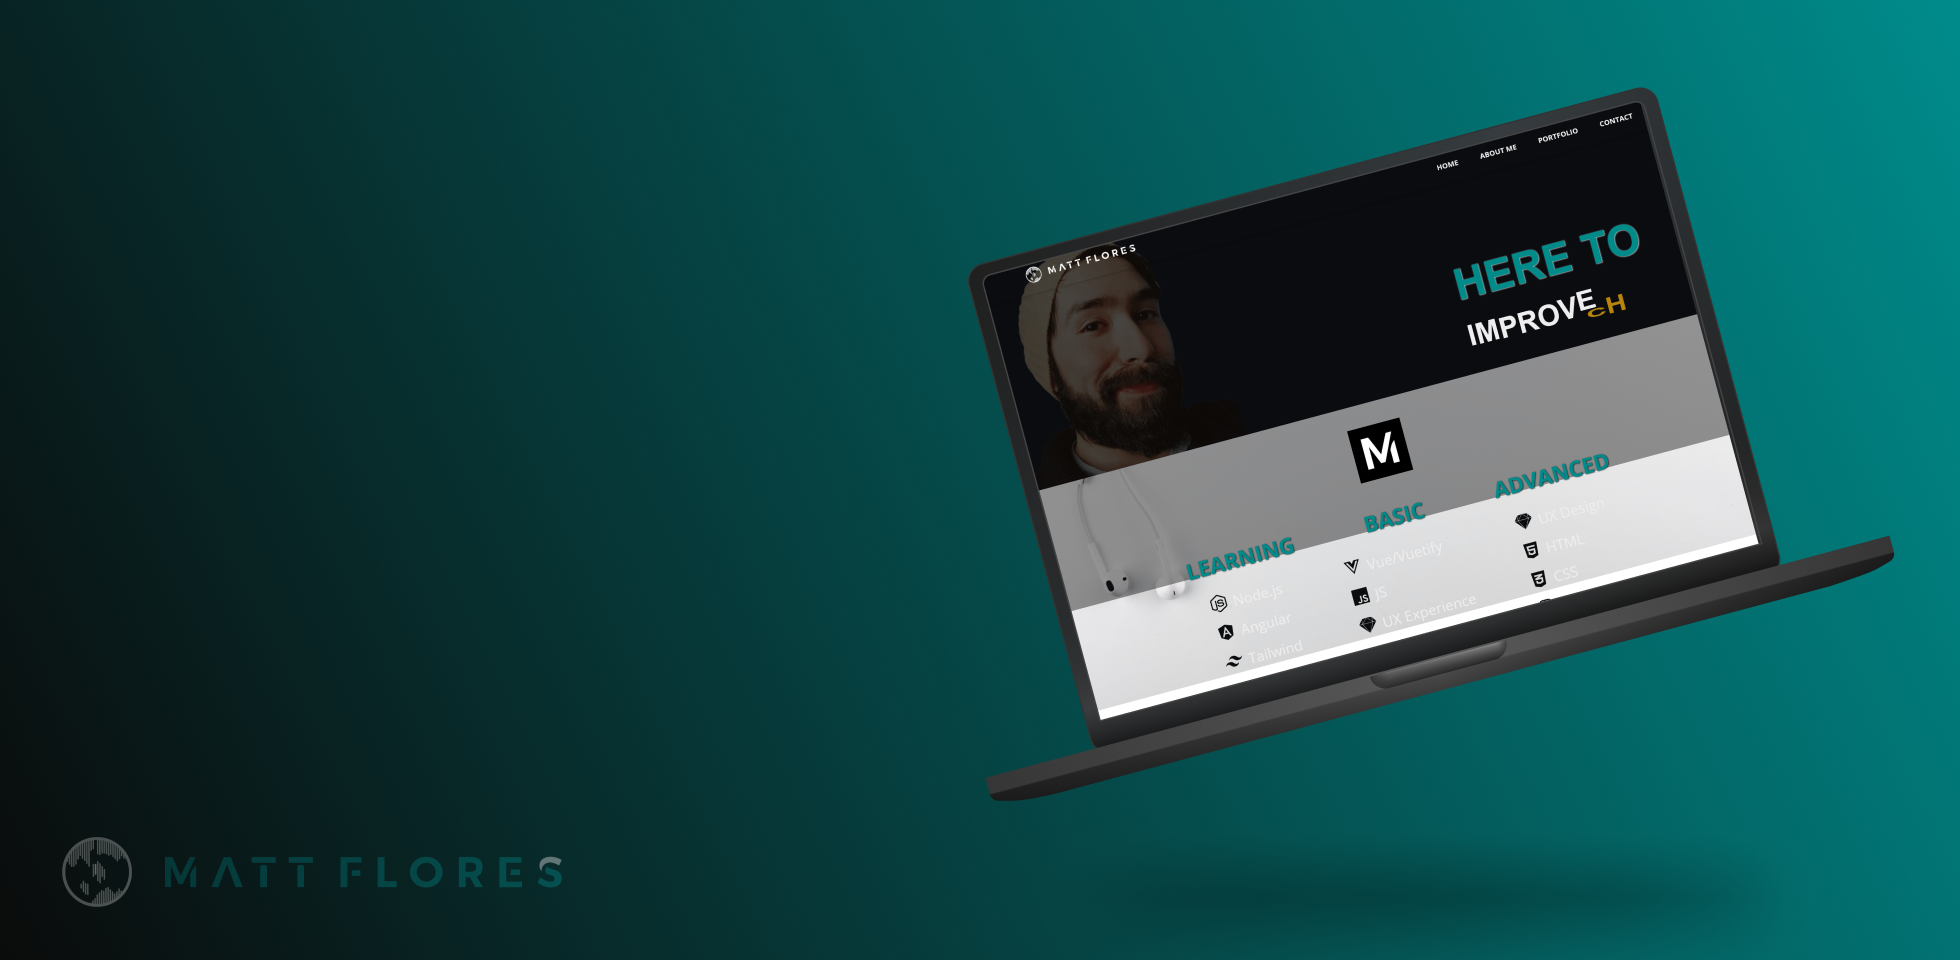 HOME ABOUT ME PORTFOLIO CONTACT
MATT FLORES
HERE TO
IMPROVE CH
M
LEARNING
Node.js
Angular
Tailwind
BASIC
Vue/Vuetify
JS JS
UX Experience
ADVANCED
UX Design
HTML
CSS
MATT FLORES